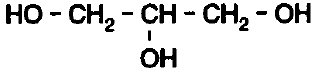 HO - CH₂ - CH - CH₂ - OH
OH